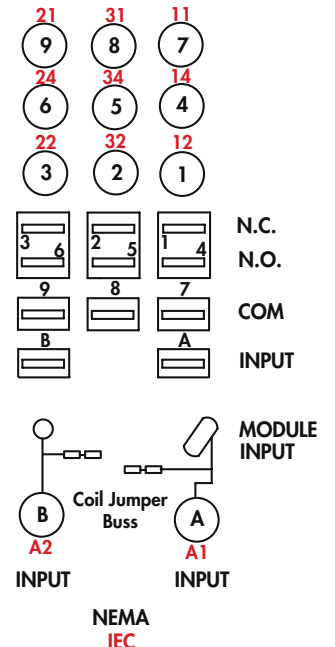 21 31 11
9 8 7
24 34 14
6 5 4
22 32 12
3 2 1
N.C.
3 6 2 5 1 4
N.O.
9 8 7
COM
B A
INPUT
MODULE
INPUT
Coil Jumper
Buss
B A
A2 A1
INPUT INPUT
NEMA
IEC